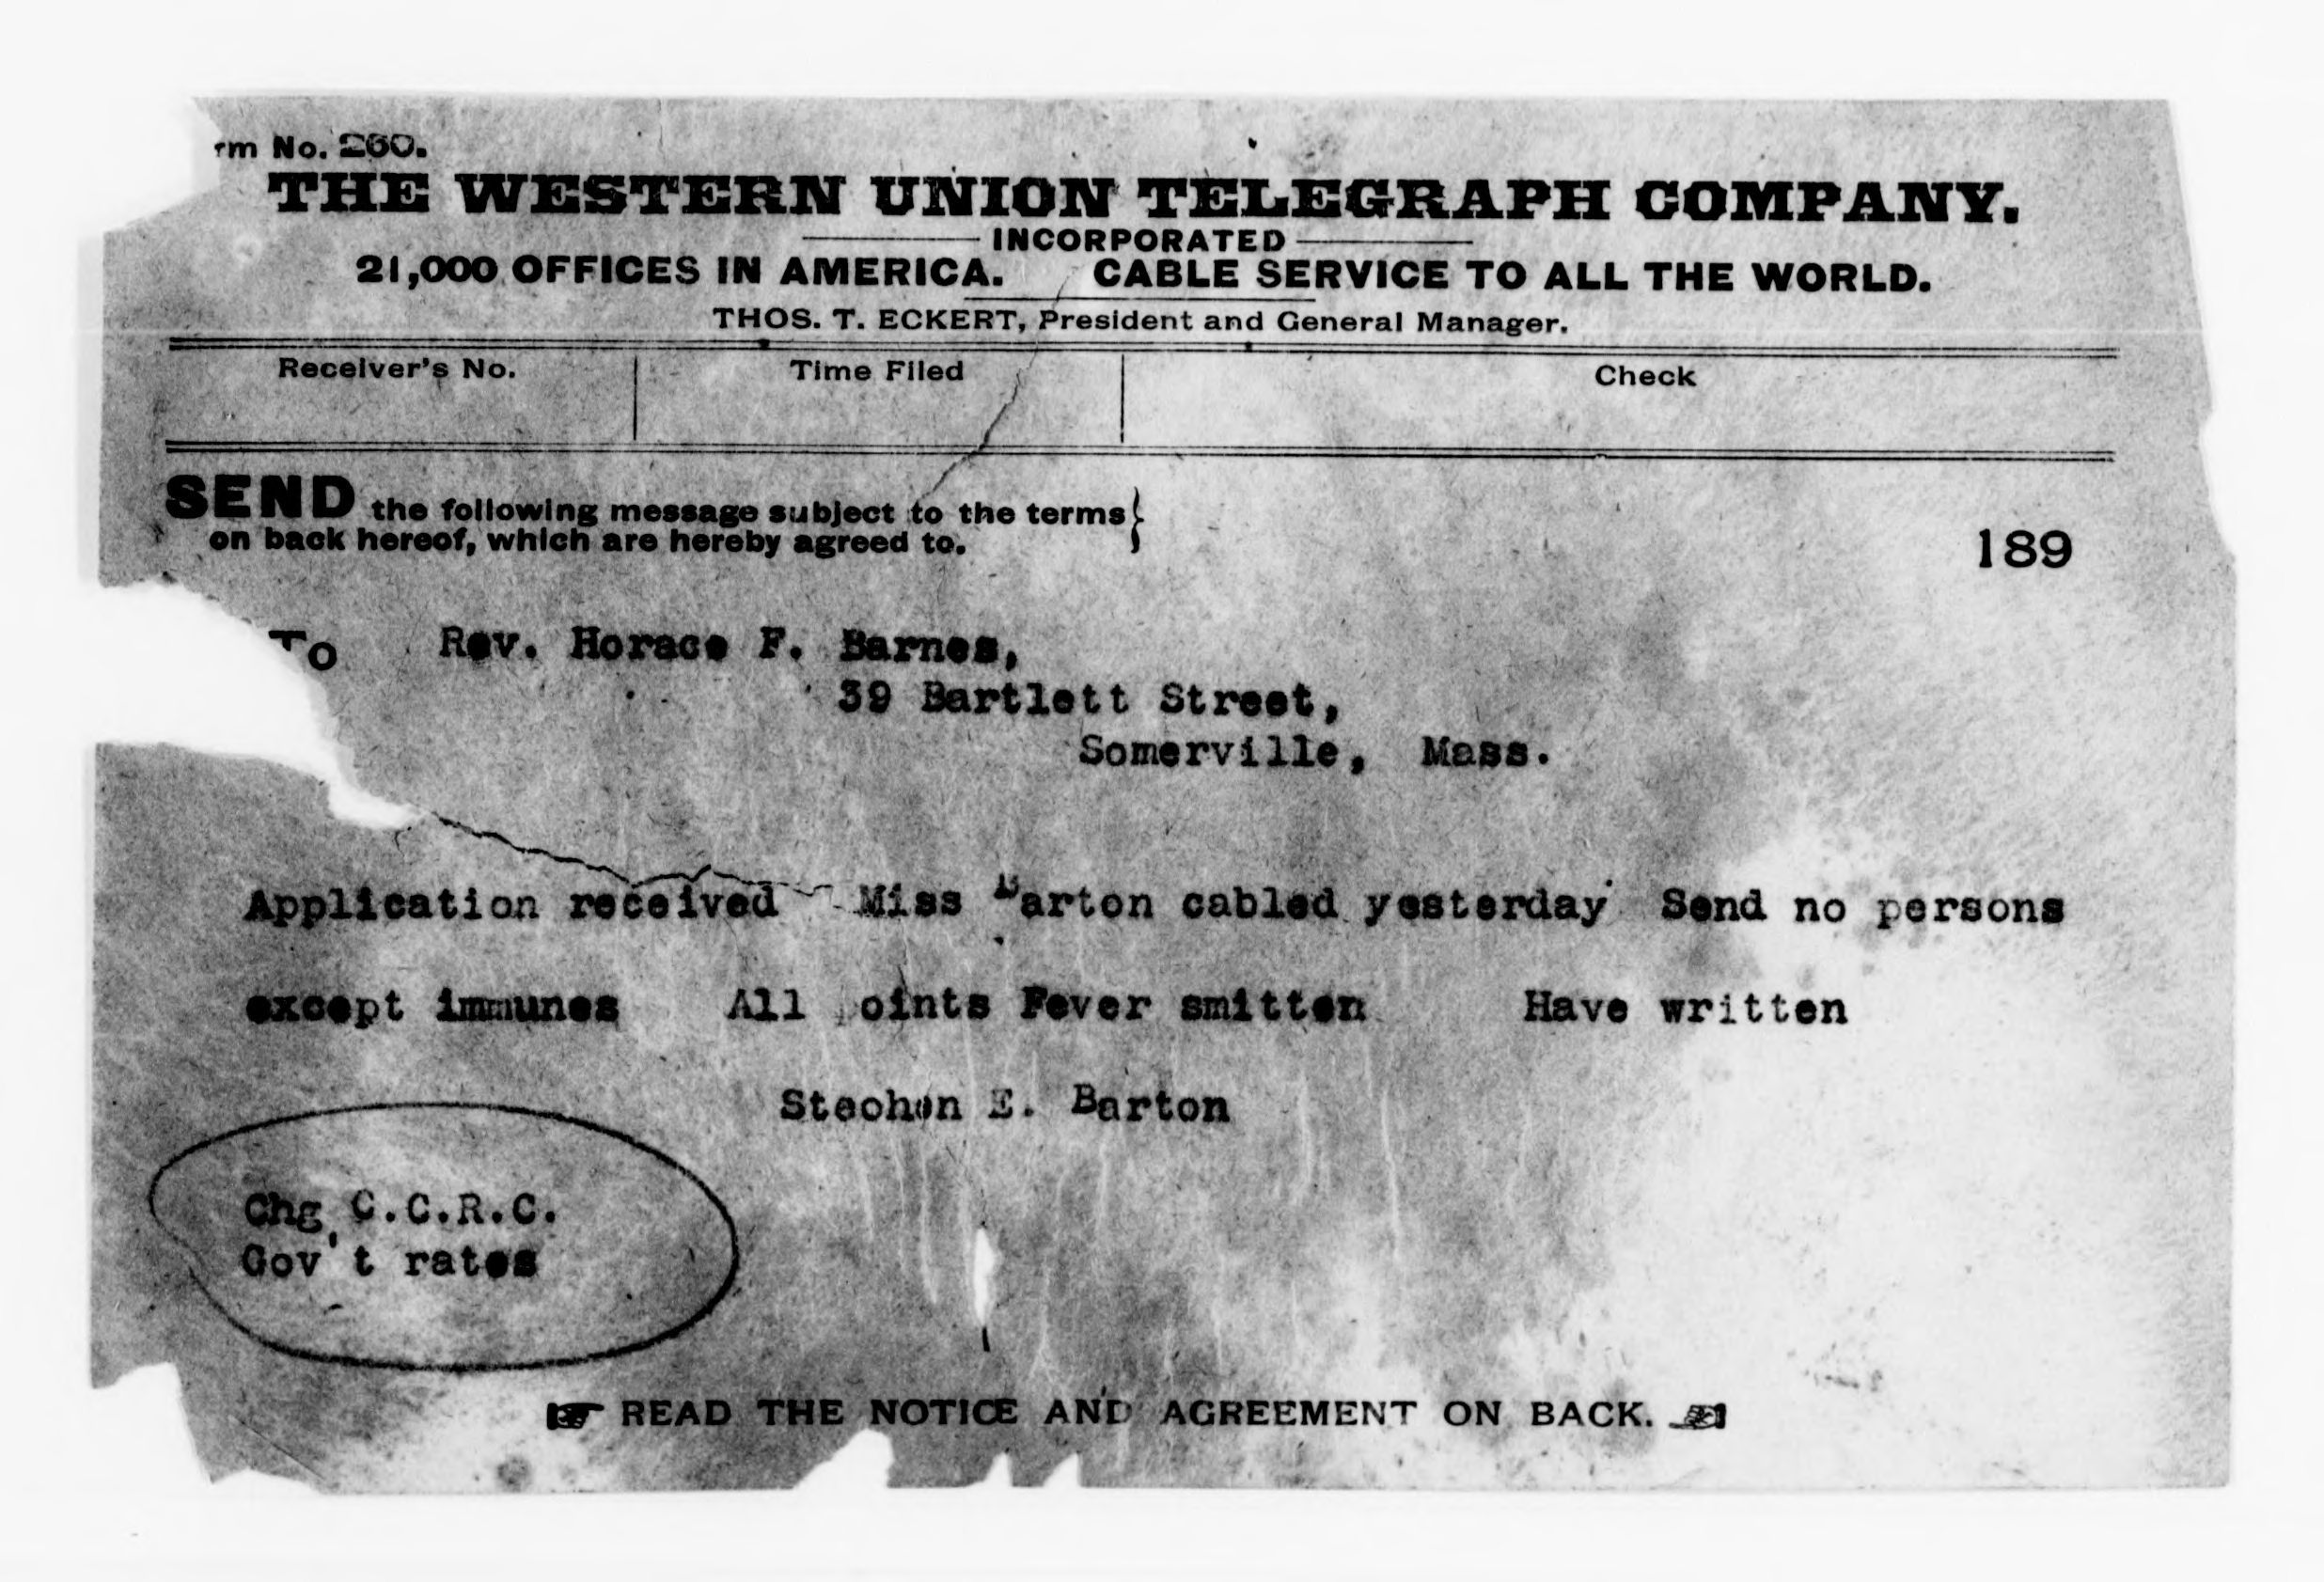 rm No. 260.
THE WESTERN UNION TELEGRAPH COMPANY.
INCORPORATED
21,000 OFFICES IN AMERICA. CABLE SERVICE TO ALL THE WORLD.
THOS. T. ECKERT, President and General Manager.
Receiver's No. Time Filed Check
SEND the following message subject to the terms
on back hereof, which are hereby agreed to.
189
To Rev. Horace F. Barnes,
39 Bartlett Street,
Somerville, Mass.
Application received Miss Barton cabled yesterday Send no persons
except immunes All oints Fever smitten Have written
Stechen E. Barton
Chg C.C.R.C.
Gov't rates
☞ READ THE NOTICE AND AGREEMENT ON BACK. ☜